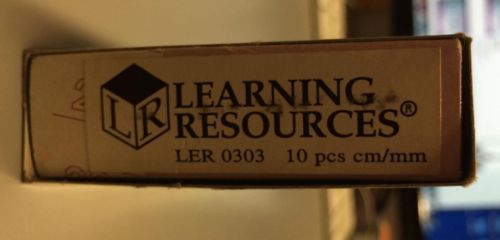 LR
LEARNING
RESOURCES®
LER 0303 10 pcs cm/mm